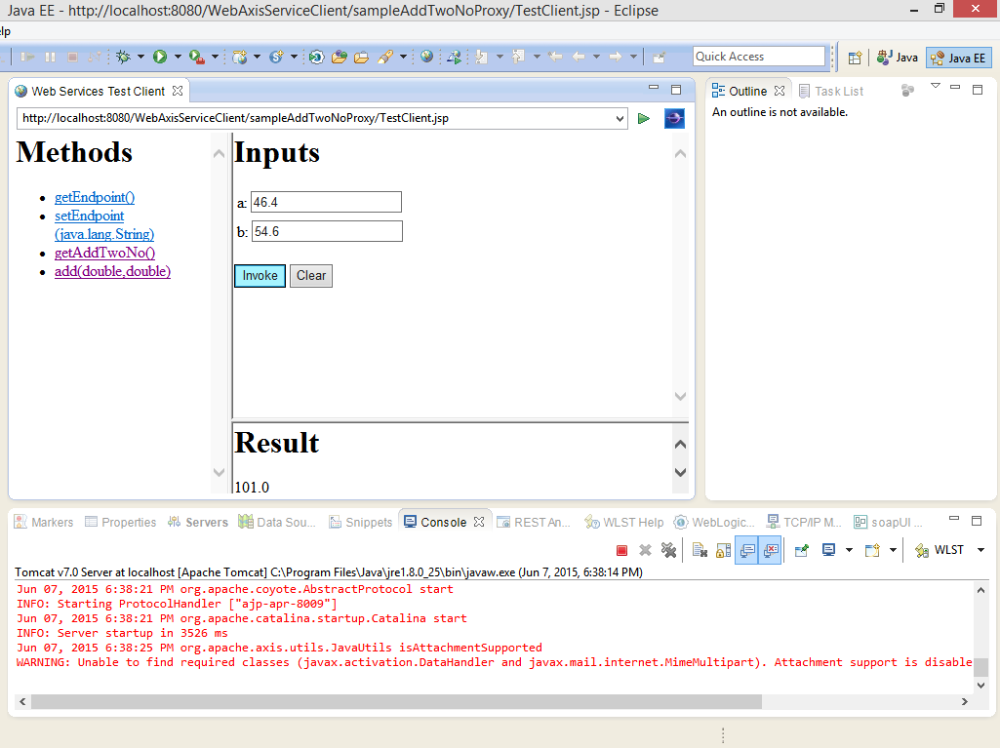 Java EE - http://localhost:8080/WebAxisServiceClient/sampleAddTwoNoProxy/TestClient.jsp - Eclipse
elp
Quick Access
Java
Java EE
Web Services Test Client
http://localhost:8080/WebAxisServiceClient/sampleAddTwoNoProxy/TestClient.jsp
Methods
getEndpoint()
setEndpoint
(java.lang.String)
getAddTwoNo()
add(double,double)
Inputs
a: 46.4
b: 54.6
Invoke Clear
Result
101.0
Outline Task List
An outline is not available.
Markers Properties Servers Data Sou... Snippets Console REST An... WLST Help WebLogic... TCP/IP M... soapUI ...
WLST
Tomcat v7.0 Server at localhost [Apache Tomcat] C:\Program Files\Java\jre1.8.0_25\bin\javaw.exe (Jun 7, 2015, 6:38:14 PM)
Jun 07, 2015 6:38:21 PM org.apache.coyote.AbstractProtocol start
INFO: Starting ProtocolHandler ["ajp-apr-8009"]
Jun 07, 2015 6:38:21 PM org.apache.catalina.startup.Catalina start
INFO: Server startup in 3526 ms
Jun 07, 2015 6:38:25 PM org.apache.axis.utils.JavaUtils isAttachmentSupported
WARNING: Unable to find required classes (javax.activation.DataHandler and javax.mail.internet.MimeMultipart). Attachment support is disable